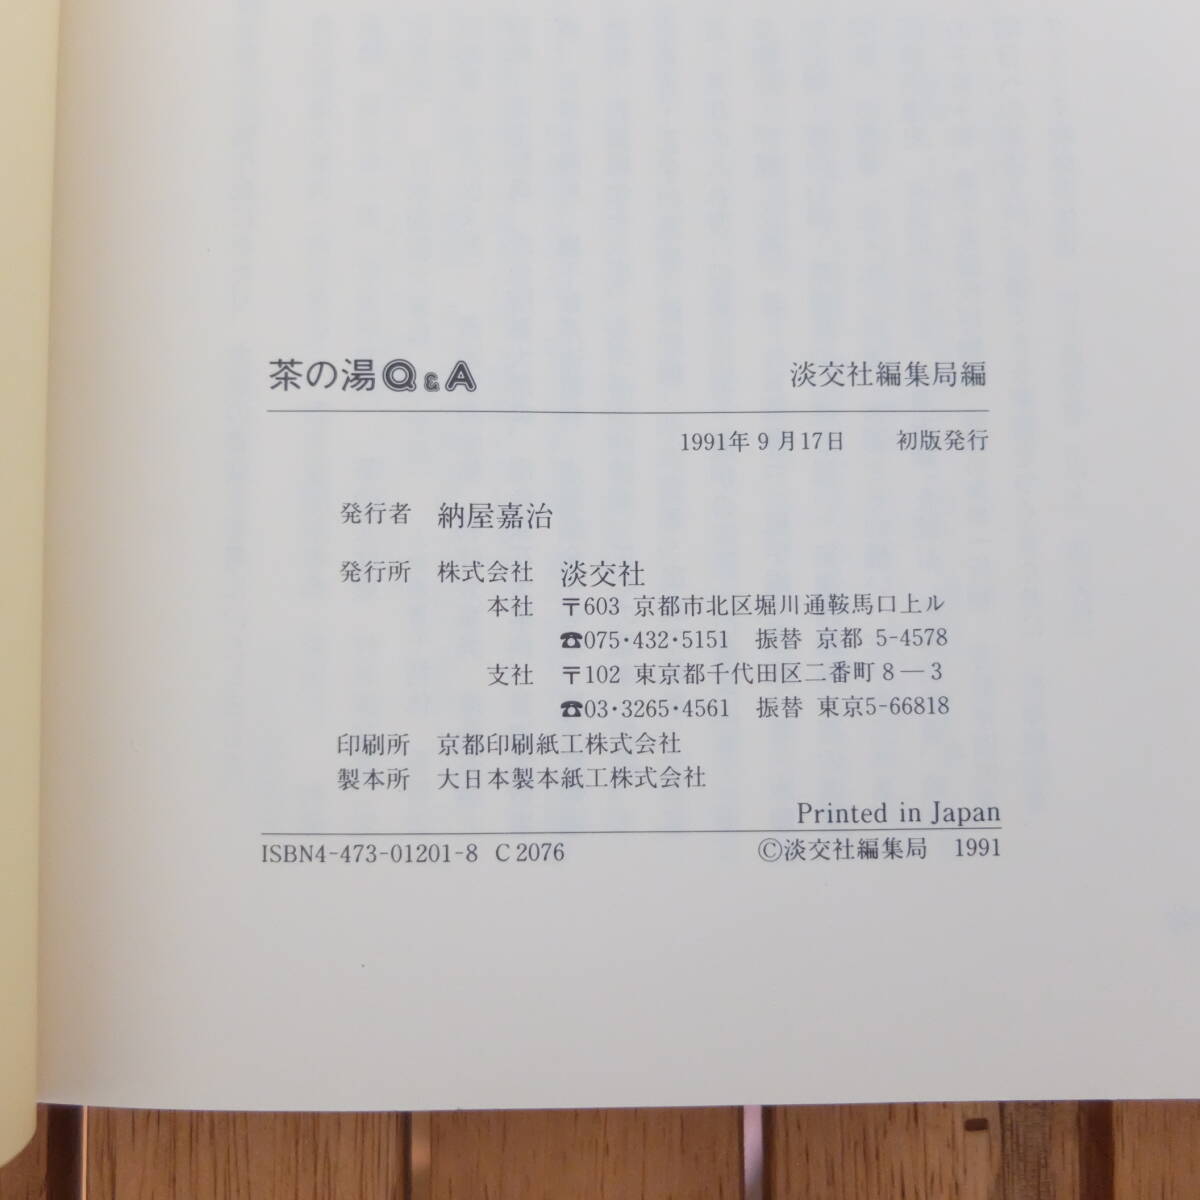 茶の湯Q&A 淡交社編集局編
1991年9月17日 初版発行
発行者 納屋嘉治
発行所 株式会社 淡交社
本社 〒603 京都市北区堀川通鞍馬口上ル
☎075・432・5151 振替 京都 5-4578
支社 〒102 東京都千代田区二番町8―3
☎03・3265・4561 振替 東京5-66818
印刷所 京都印刷紙工株式会社
製本所 大日本製本紙工株式会社
Printed in Japan
ISBN4-473-01201-8 C2076 ©淡交社編集局 1991